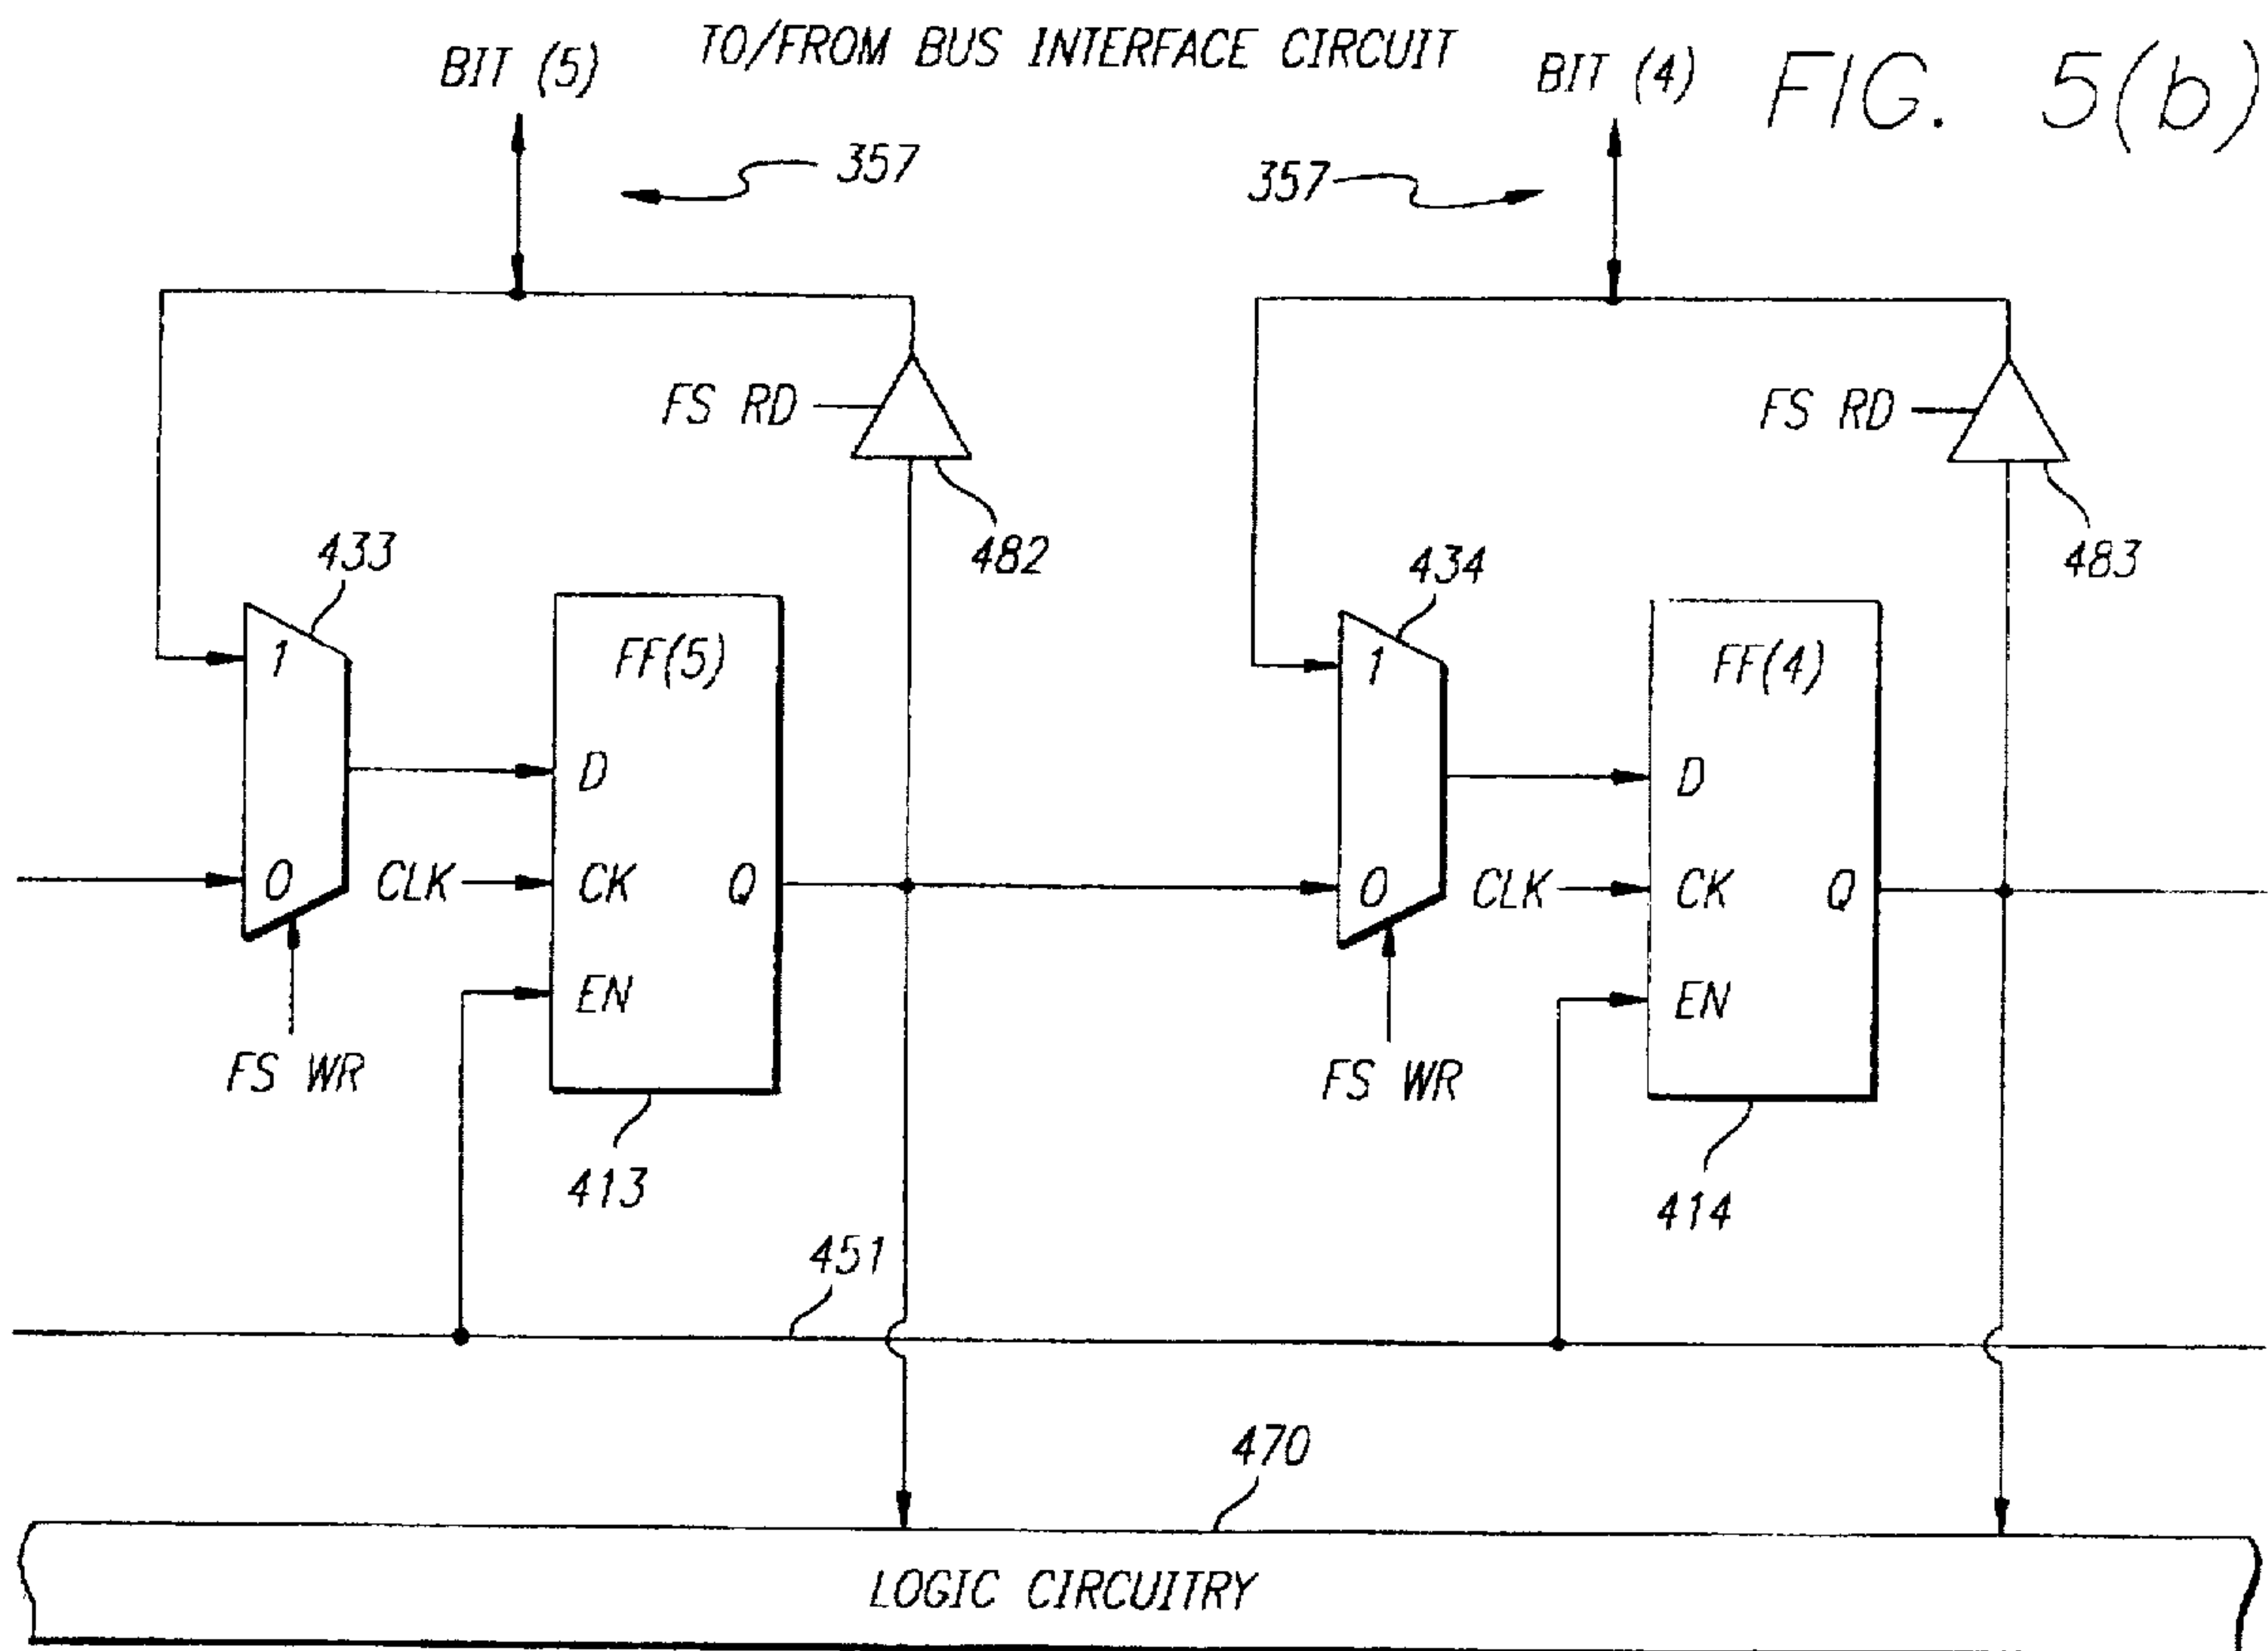 TO/FROM BUS INTERFACE CIRCUIT
FIG. 5(b)
BIT (5)
BIT (4)
357
357
FS RD
FS RD
482
483
433
434
1
FF(5)
1
FF(4)
D
D
0
CLK
CK
Q
0
CLK
CK
Q
EN
EN
FS WR
FS WR
413
414
451
470
LOGIC CIRCUITRY